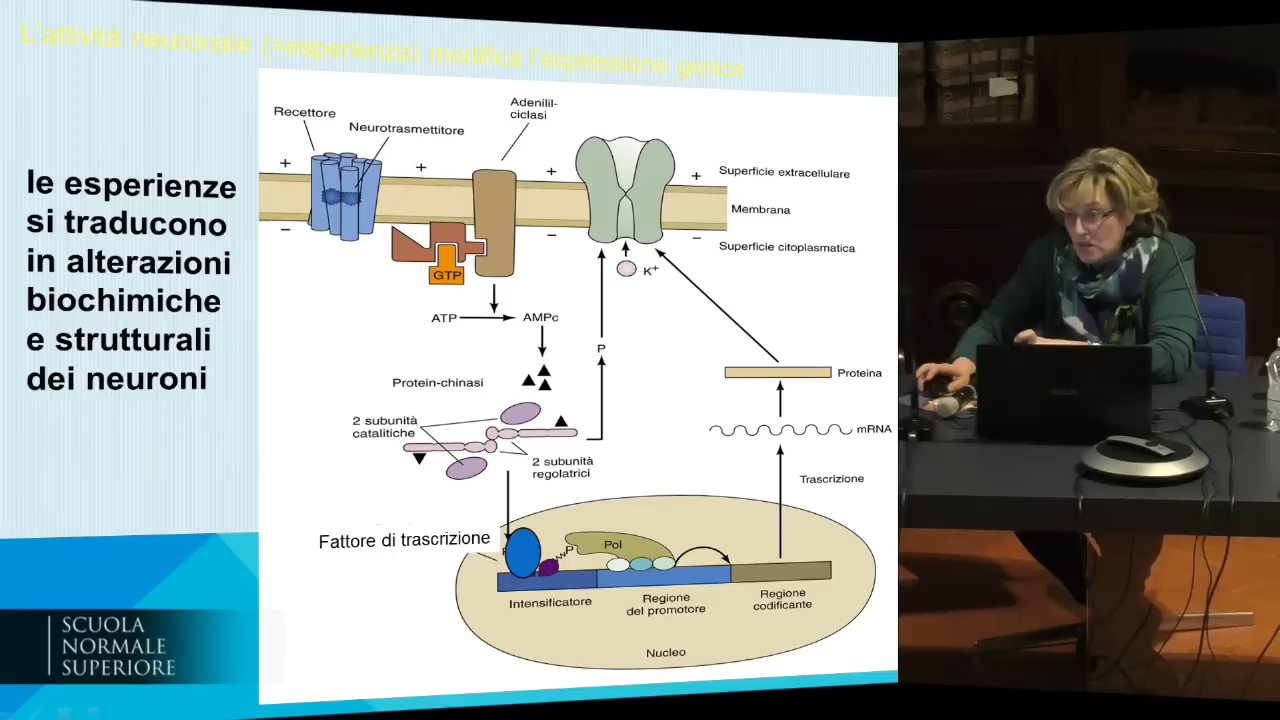 L'attività neuronale (=esperienza) modifica l'espressione genica
le esperienze
si traducono
in alterazioni
biochimiche
e strutturali
dei neuroni
Recettore
Neurotrasmettitore
Adenilil-
ciclasi
+
+
+
+
Superficie extracellulare
Membrana
Superficie citoplasmatica
−
−
−
GTP
K+
ATP
AMPc
P
Proteina
Protein-chinasi
2 subunità
catalitiche
mRNA
2 subunità
regolatrici
Trascrizione
Fattore di trascrizione
P
Pol
Intensificatore
Regione
del promotore
Regione
codificante
Nucleo
SCUOLA
NORMALE
SUPERIORE